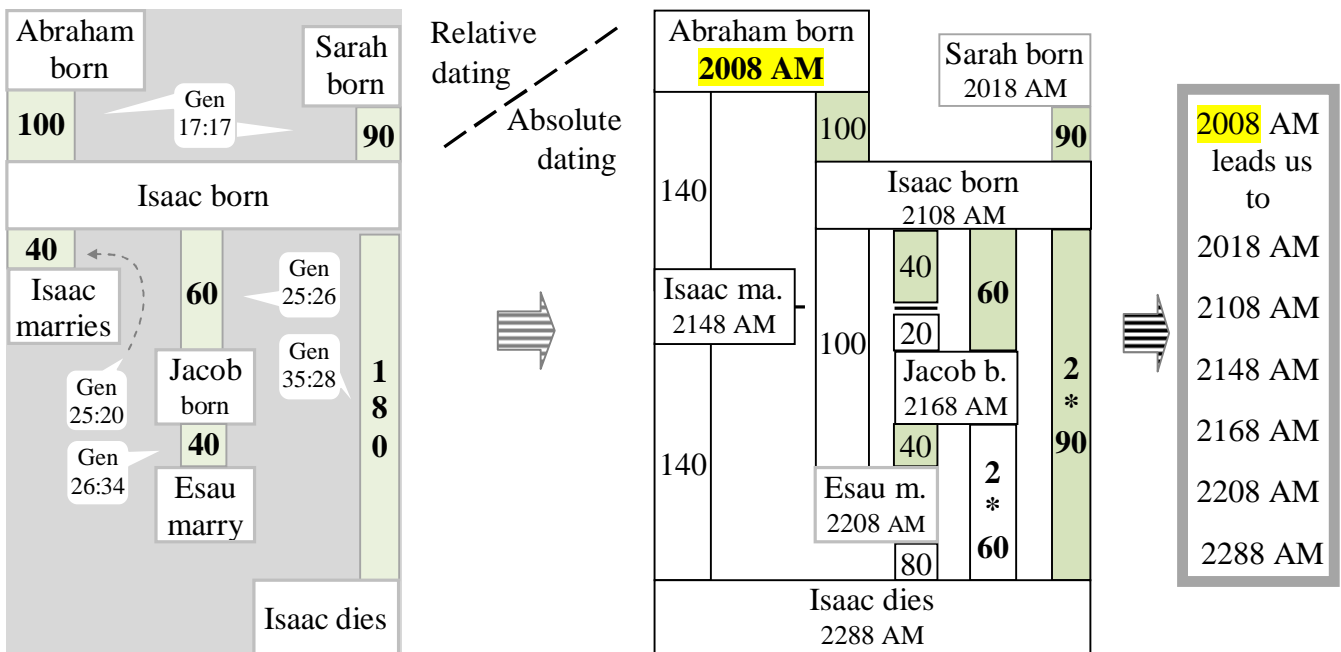 Abraham
born
Sarah
born
100
Gen
17:17
90
Isaac born
40
Isaac
marries
60
Gen
25:26
Gen
35:28
Gen
25:20
Jacob
born
1
8
0
Gen
26:34
40
Esau
marry
Isaac dies
Relative
dating
Absolute
dating
Abraham born
2008 AM
Sarah born
2018 AM
100
90
140
Isaac born
2108 AM
40
60
Isaac ma.
2148 AM
20
100
Jacob b.
2168 AM
2
*
90
140
40
Esau m.
2208 AM
2
*
60
80
Isaac dies
2288 AM
2008 AM
leads us
to
2018 AM
2108 AM
2148 AM
2168 AM
2208 AM
2288 AM